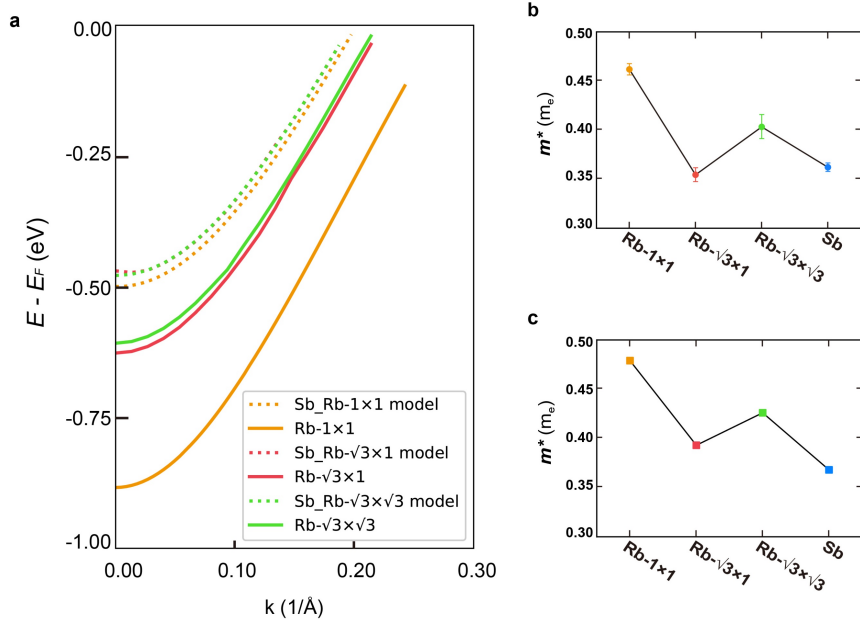 a
0.00
-0.25
-0.50
-0.75
-1.00
E - E_F (eV)
0.00
0.10
0.20
0.30
k (1/Å)
Sb_Rb-1×1 model
Rb-1×1
Sb_Rb-√3×1 model
Rb-√3×1
Sb_Rb-√3×√3 model
Rb-√3×√3
b
0.50
0.45
0.40
0.35
0.30
m* (mₑ)
Rb-1×1
Rb-√3×1
Rb-√3×√3
Sb
c
0.50
0.45
0.40
0.35
0.30
m* (mₑ)
Rb-1×1
Rb-√3×1
Rb-√3×√3
Sb